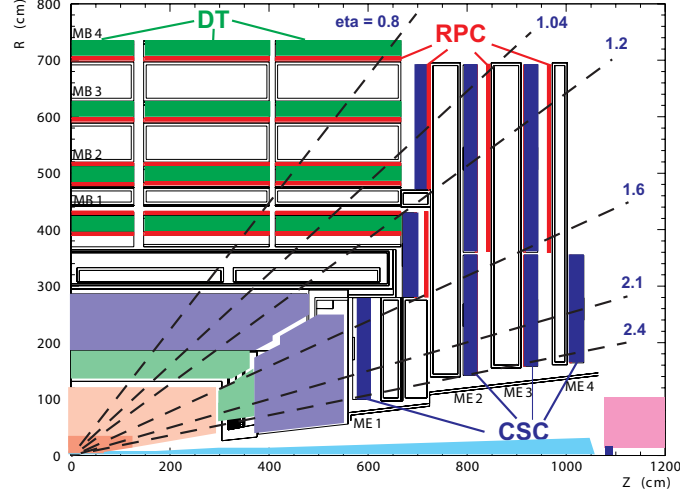 R (cm)
800
700
600
500
400
300
200
100
0
MB 4
MB 3
MB 2
MB 1
DT
eta = 0.8
RPC
1.04
1.2
1.6
2.1
2.4
ME 1
ME 2
ME 3
ME 4
CSC
0
200
400
600
800
1000
1200
Z (cm)